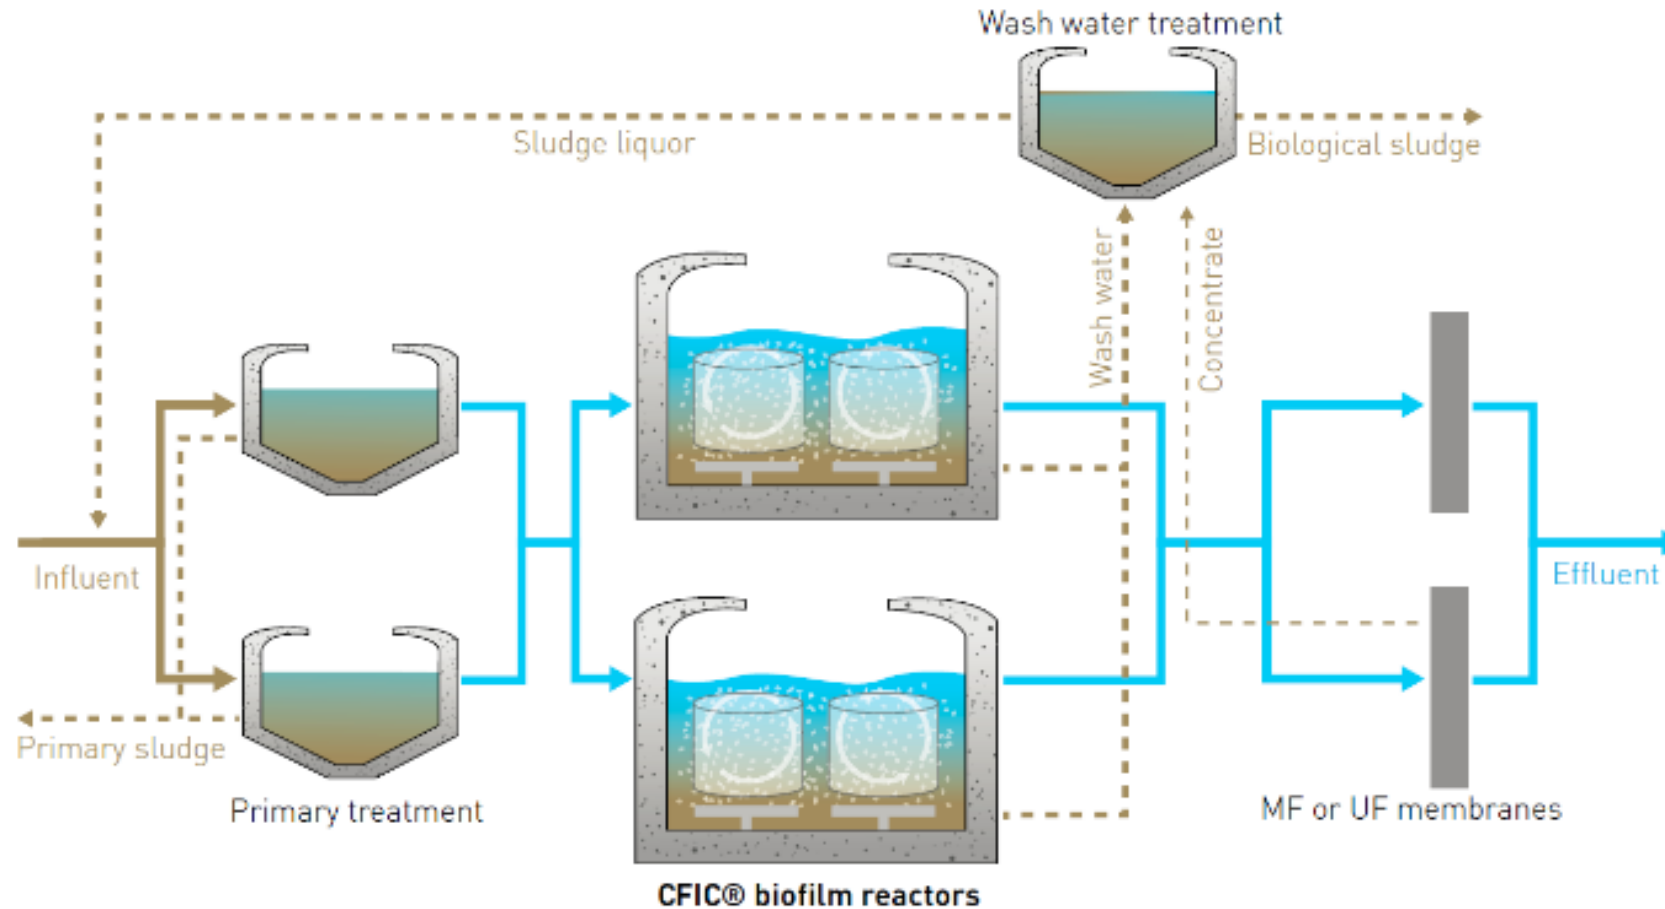 Wash water treatment
Sludge liquor
Biological sludge
Wash water
Concentrate
Influent
Effluent
Primary sludge
Primary treatment
MF or UF membranes
CFIC® biofilm reactors